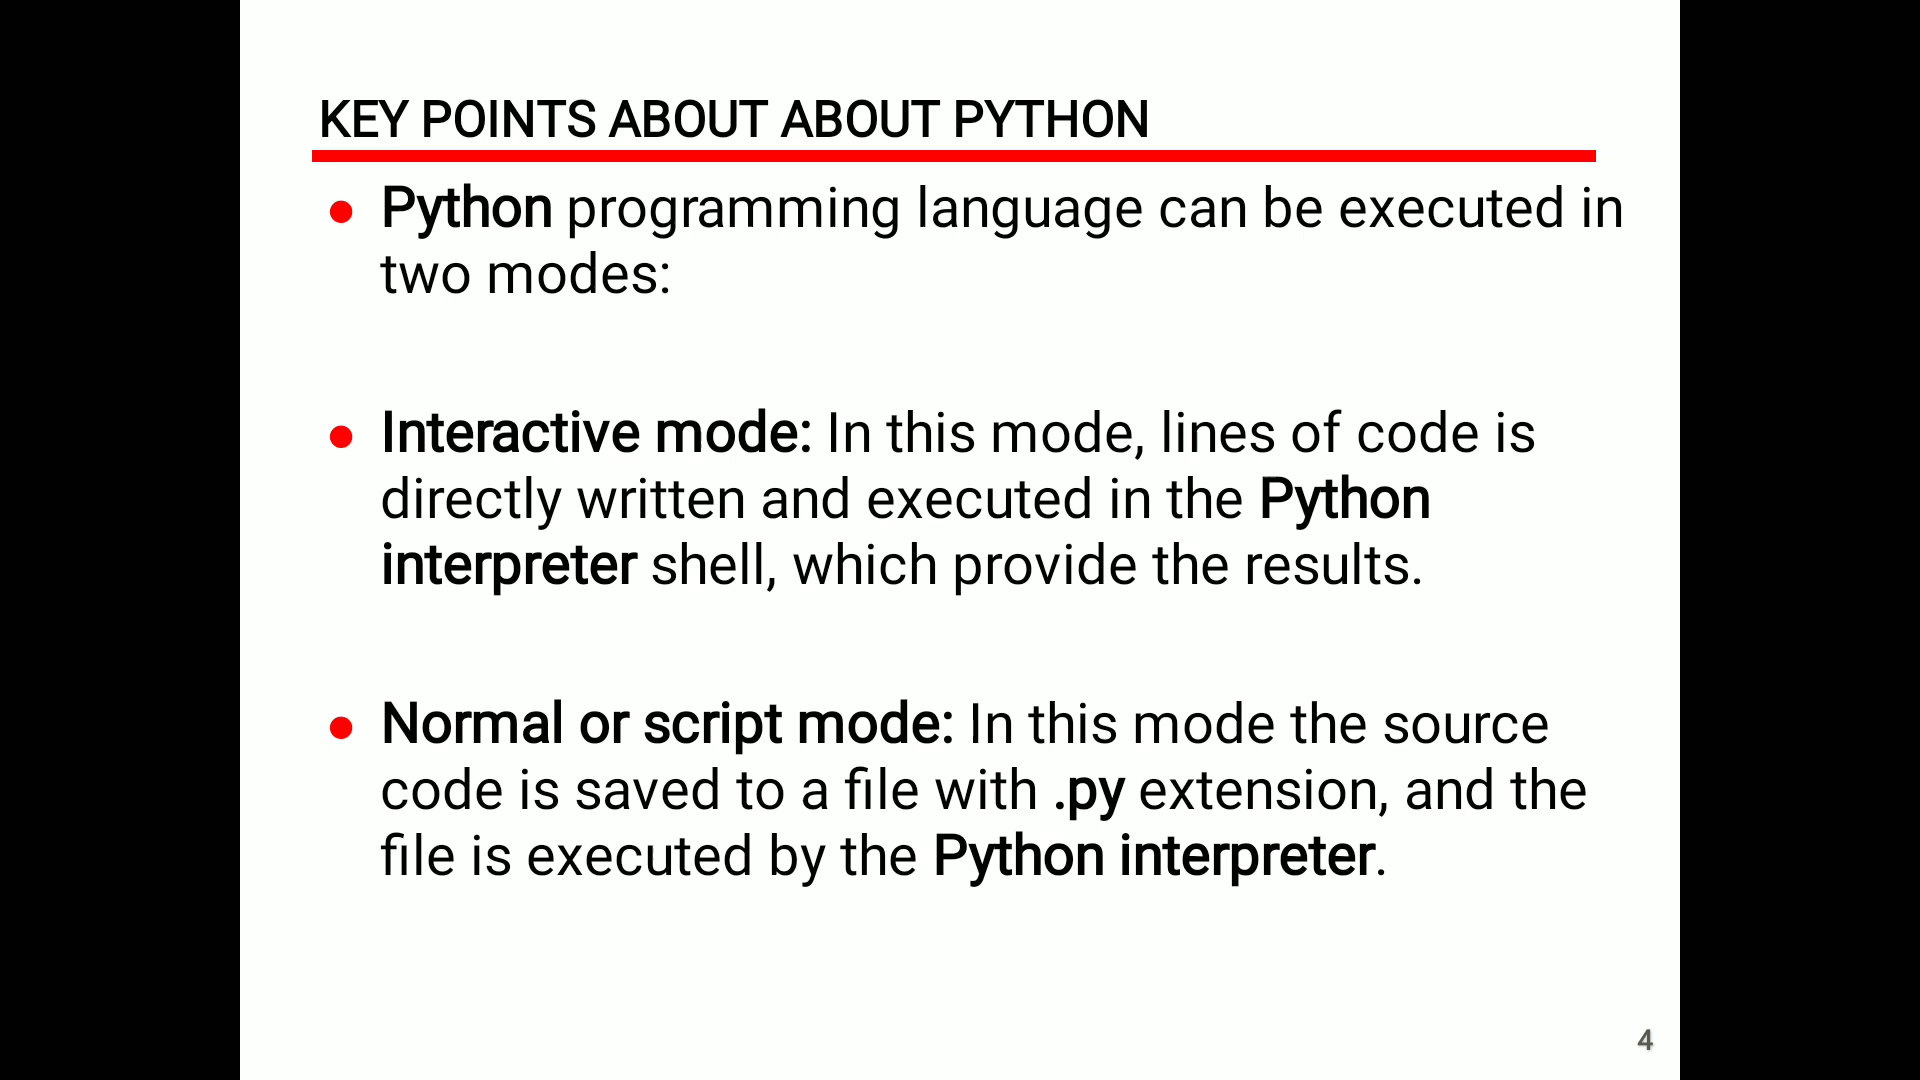 KEY POINTS ABOUT ABOUT PYTHON
● Python programming language can be executed in
two modes:
● Interactive mode: In this mode, lines of code is
directly written and executed in the Python
interpreter shell, which provide the results.
● Normal or script mode: In this mode the source
code is saved to a file with .py extension, and the
file is executed by the Python interpreter.
4